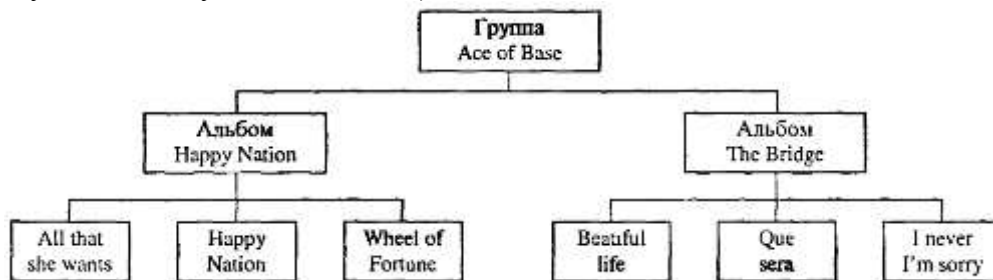 Группа
Ace of Base
Альбом
Happy Nation
Альбом
The Bridge
All that
she wants
Happy
Nation
Wheel of
Fortune
Beauful
life
Que
sera
I never
I'm sorry